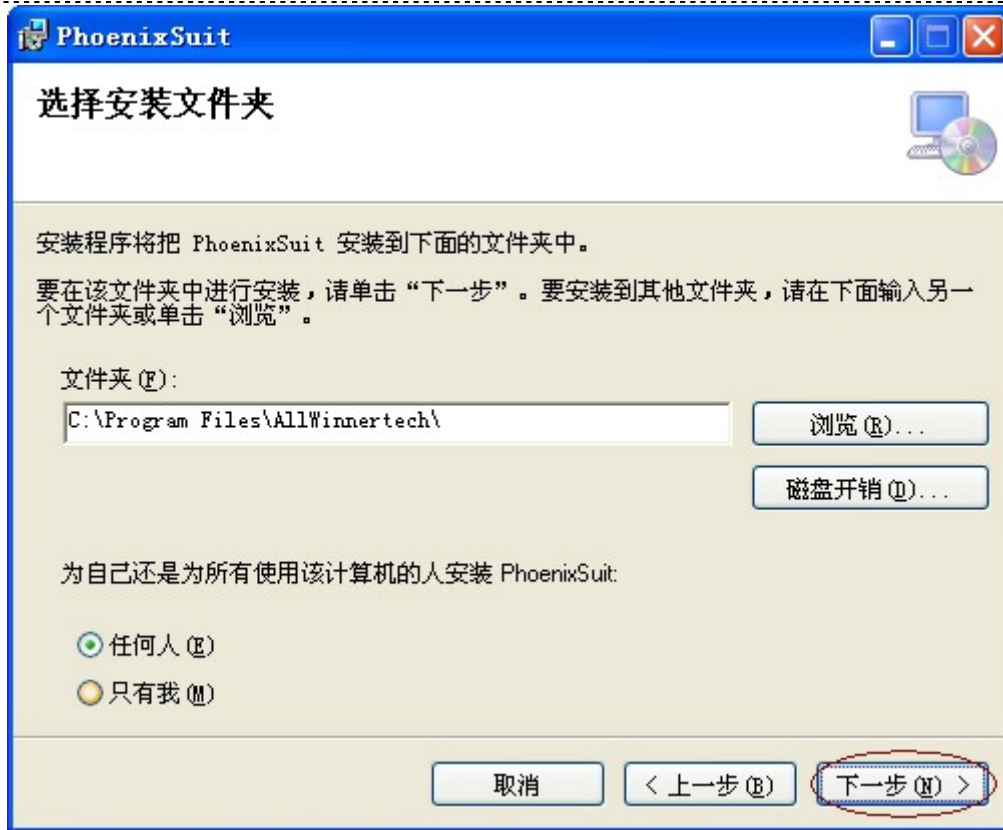 PhoenixSuit
选择安装文件夹
安装程序将把 PhoenixSuit 安装到下面的文件夹中。
要在该文件夹中进行安装，请单击“下一步”。要安装到其他文件夹，请在下面输入另一
个文件夹或单击“浏览”。
文件夹(F):
C:\Program Files\AllWinnertech\
浏览(R)...
磁盘开销(D)...
为自己还是为所有使用该计算机的人安装 PhoenixSuit:
任何人(E)
只有我(M)
取消
< 上一步(B)
下一步(N) >